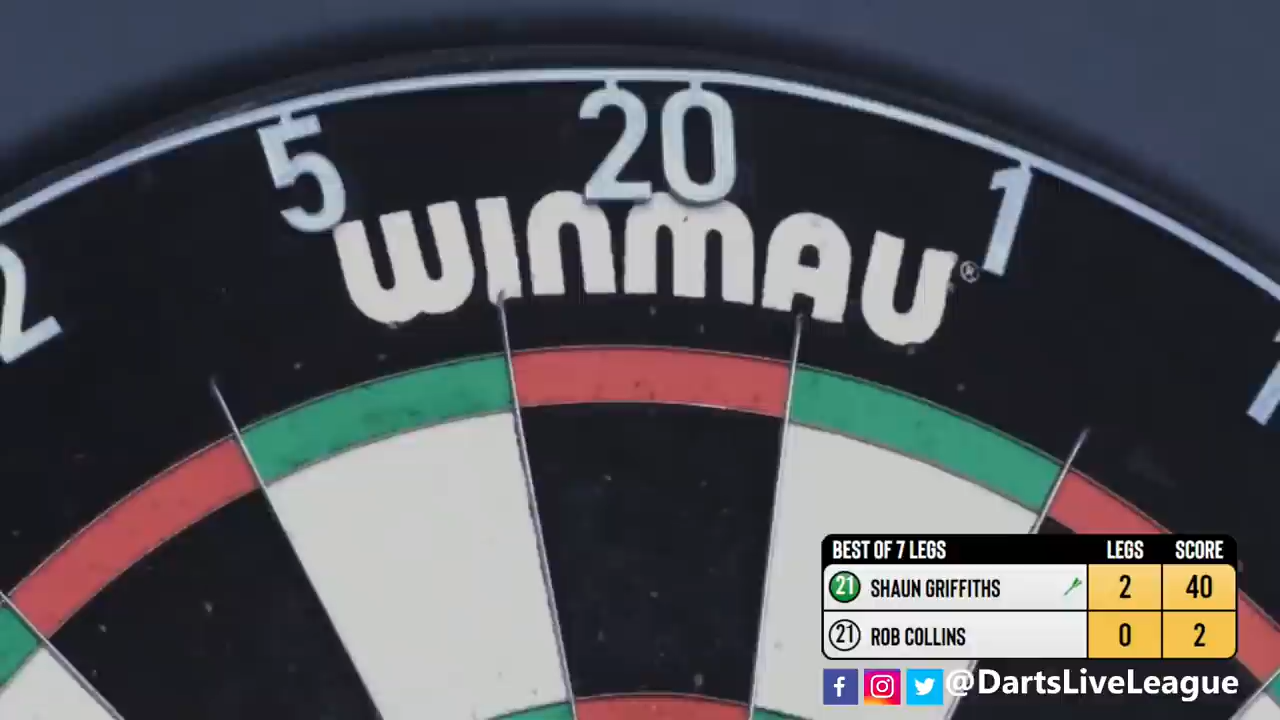 5 20 1
2
WINMAU®
BEST OF 7 LEGS LEGS SCORE
21 SHAUN GRIFFITHS 2 40
21 ROB COLLINS 0 2
@DartsLiveLeague